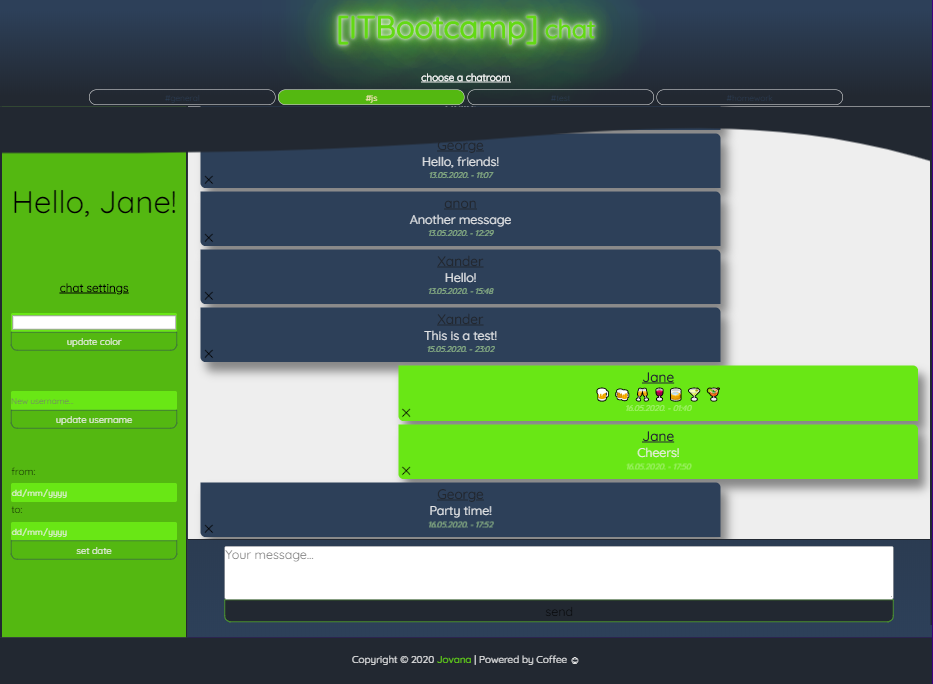 [ITBootcamp] chat
choose a chatroom
#js
Hello, Jane!
chat settings
update color
New username...
update username
from:
dd/mm/yyyy
to:
dd/mm/yyyy
set date
George
Hello, friends!
13.05.2020. - 11:07
anon
Another message
13.05.2020. - 12:29
Xander
Hello!
13.05.2020. - 15:48
Xander
This is a test!
15.05.2020. - 23:02
Jane
16.05.2020. - 01:40
Jane
Cheers!
16.05.2020. - 17:50
George
Party time!
16.05.2020. - 17:52
Your message...
send
Copyright © 2020 Jovana | Powered by Coffee